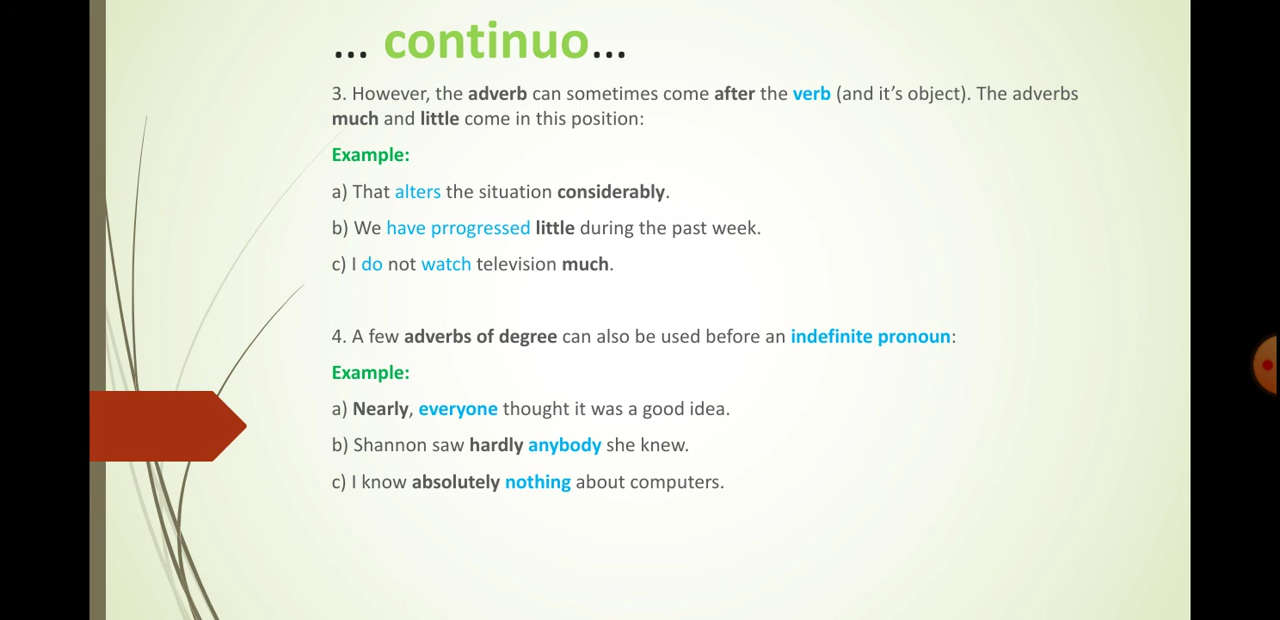 ... continuo...
3. However, the adverb can sometimes come after the verb (and it's object). The adverbs
much and little come in this position:
Example:
a) That alters the situation considerably.
b) We have prrogressed little during the past week.
c) I do not watch television much.
4. A few adverbs of degree can also be used before an indefinite pronoun:
Example:
a) Nearly, everyone thought it was a good idea.
b) Shannon saw hardly anybody she knew.
c) I know absolutely nothing about computers.